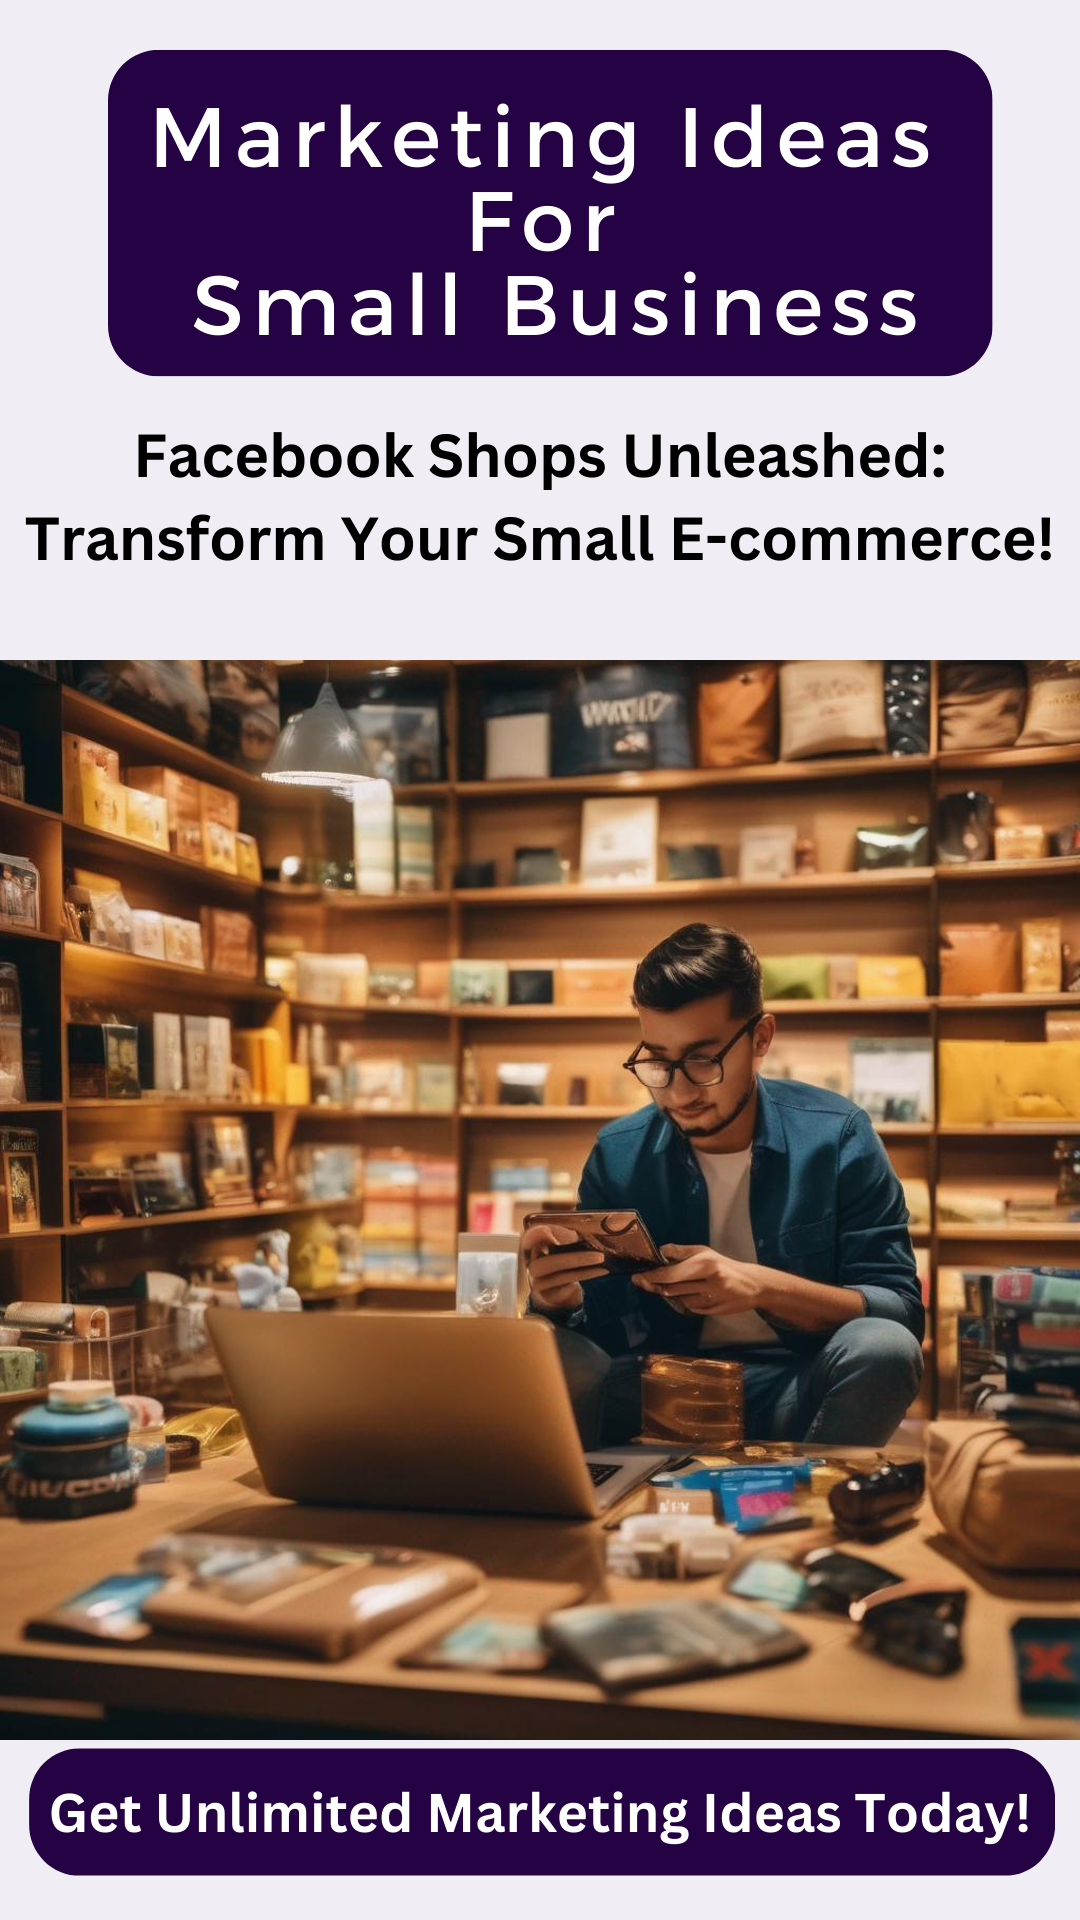 Marketing Ideas
For
Small Business
Facebook Shops Unleashed:
Transform Your Small E-commerce!
Get Unlimited Marketing Ideas Today!